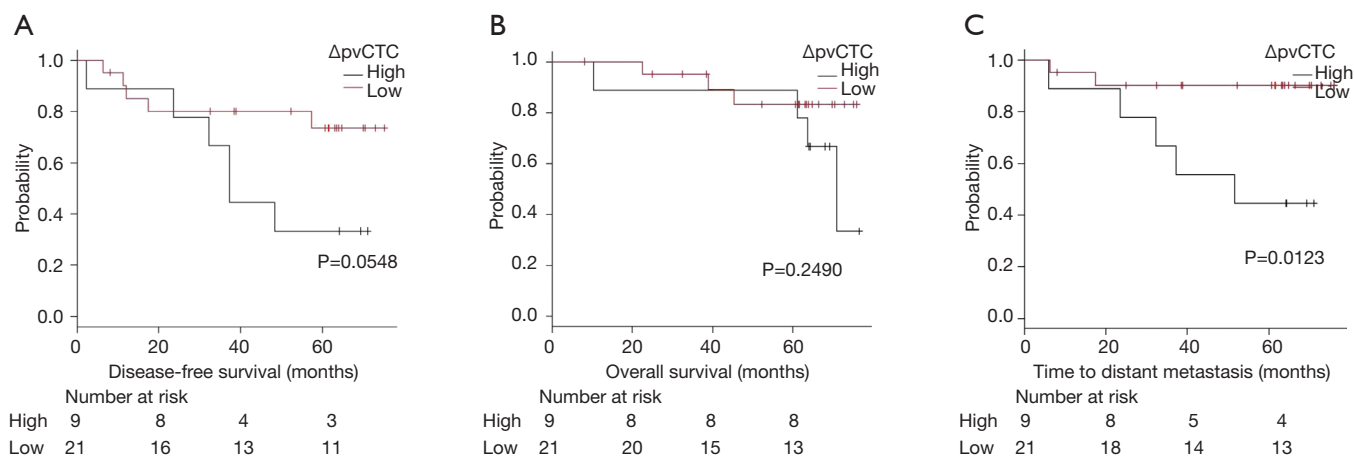 A
ΔpvCTC
High
Low
Probability
1.0
0.8
0.6
0.4
0.2
0.0
P=0.0548
0 20 40 60
Disease-free survival (months)
Number at risk
High 9 8 4 3
Low 21 16 13 11
B
ΔpvCTC
High
Low
Probability
1.0
0.8
0.6
0.4
0.2
0.0
P=0.2490
0 20 40 60
Overall survival (months)
Number at risk
High 9 8 8 8
Low 21 20 15 13
C
ΔpvCTC
High
Low
Probability
1.0
0.8
0.6
0.4
0.2
0.0
P=0.0123
0 20 40 60
Time to distant metastasis (months)
Number at risk
High 9 8 5 4
Low 21 18 14 13